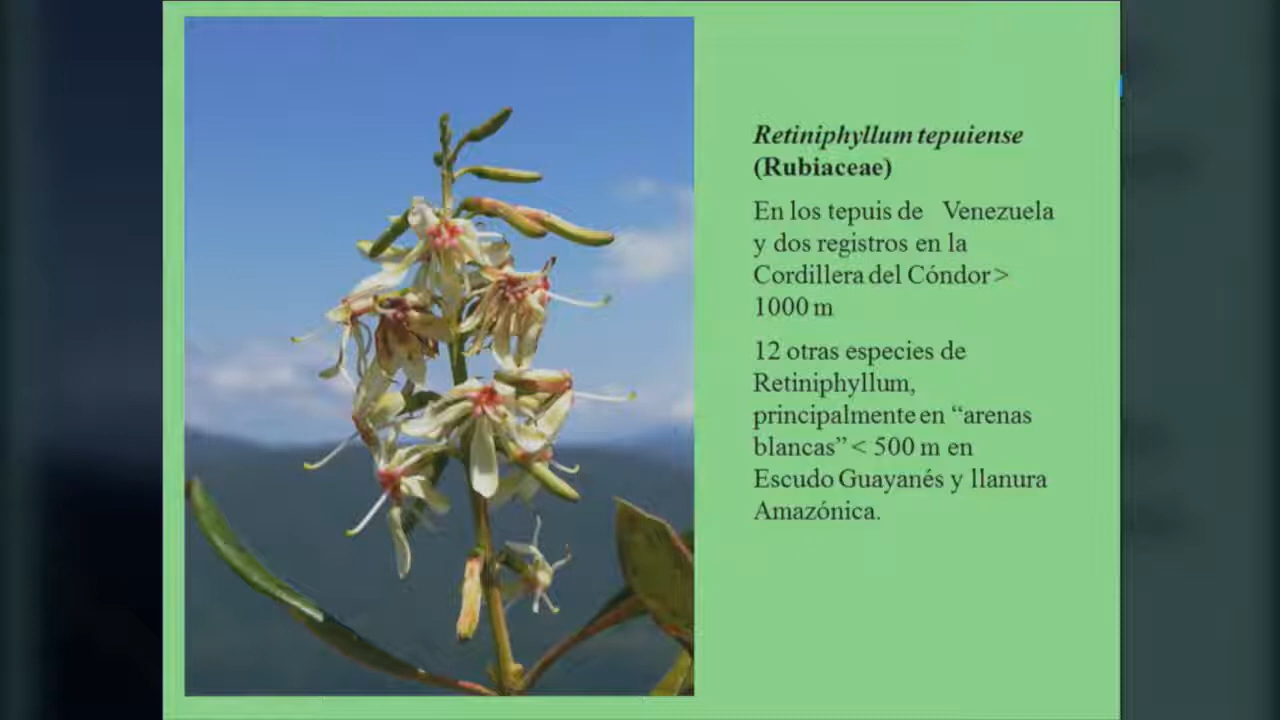 Retiniphyllum tepuiense
(Rubiaceae)
En los tepuis de Venezuela
y dos registros en la
Cordillera del Cóndor >
1000 m
12 otras especies de
Retiniphyllum,
principalmente en “arenas
blancas” < 500 m en
Escudo Guayanés y llanura
Amazónica.